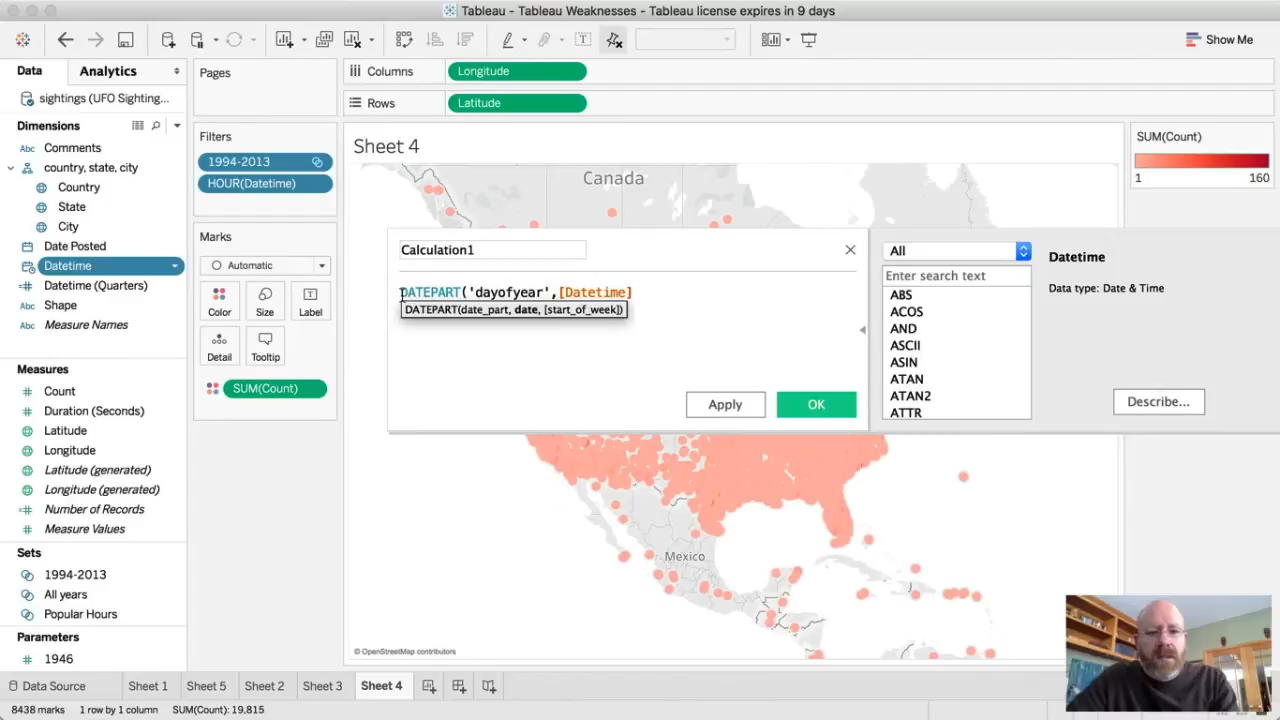 Tableau - Tableau Weaknesses - Tableau license expires in 9 days
Show Me
Data
Analytics
sightings (UFO Sighting...
Dimensions
Abc Comments
country, state, city
Country
State
City
Date Posted
Datetime
Datetime (Quarters)
Abc Shape
Abc Measure Names
Measures
# Count
# Duration (Seconds)
Latitude
Longitude
Latitude (generated)
Longitude (generated)
Number of Records
# Measure Values
Sets
1994-2013
All years
Popular Hours
Parameters
# 1946
Pages
Filters
1994-2013
HOUR(Datetime)
Marks
Automatic
Color
Size
Label
Detail
Tooltip
SUM(Count)
Columns
Longitude
Rows
Latitude
Sheet 4
Canada
Mexico
© OpenStreetMap contributors
Calculation1
DATEPART('dayofyear',[Datetime]
DATEPART(date_part, date, [start_of_week])
Apply
OK
All
Enter search text
ABS
ACOS
AND
ASCII
ASIN
ATAN
ATAN2
ATTR
Datetime
Data type: Date & Time
Describe...
SUM(Count)
1 160
Data Source
Sheet 1
Sheet 5
Sheet 2
Sheet 3
Sheet 4
8438 marks 1 row by 1 column SUM(Count): 19,815